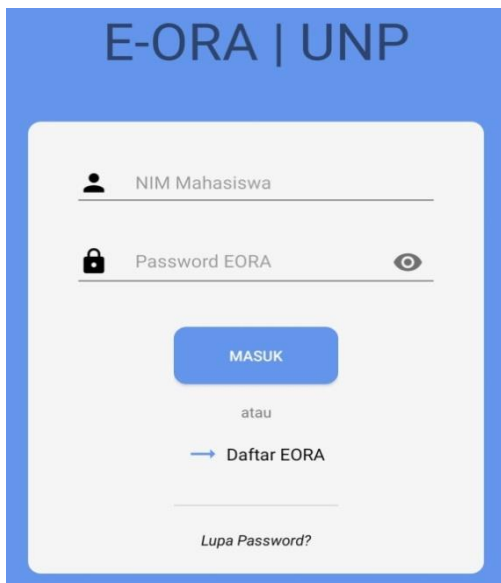 E-ORA | UNP
NIM Mahasiswa
Password EORA
MASUK
atau
Daftar EORA
Lupa Password?